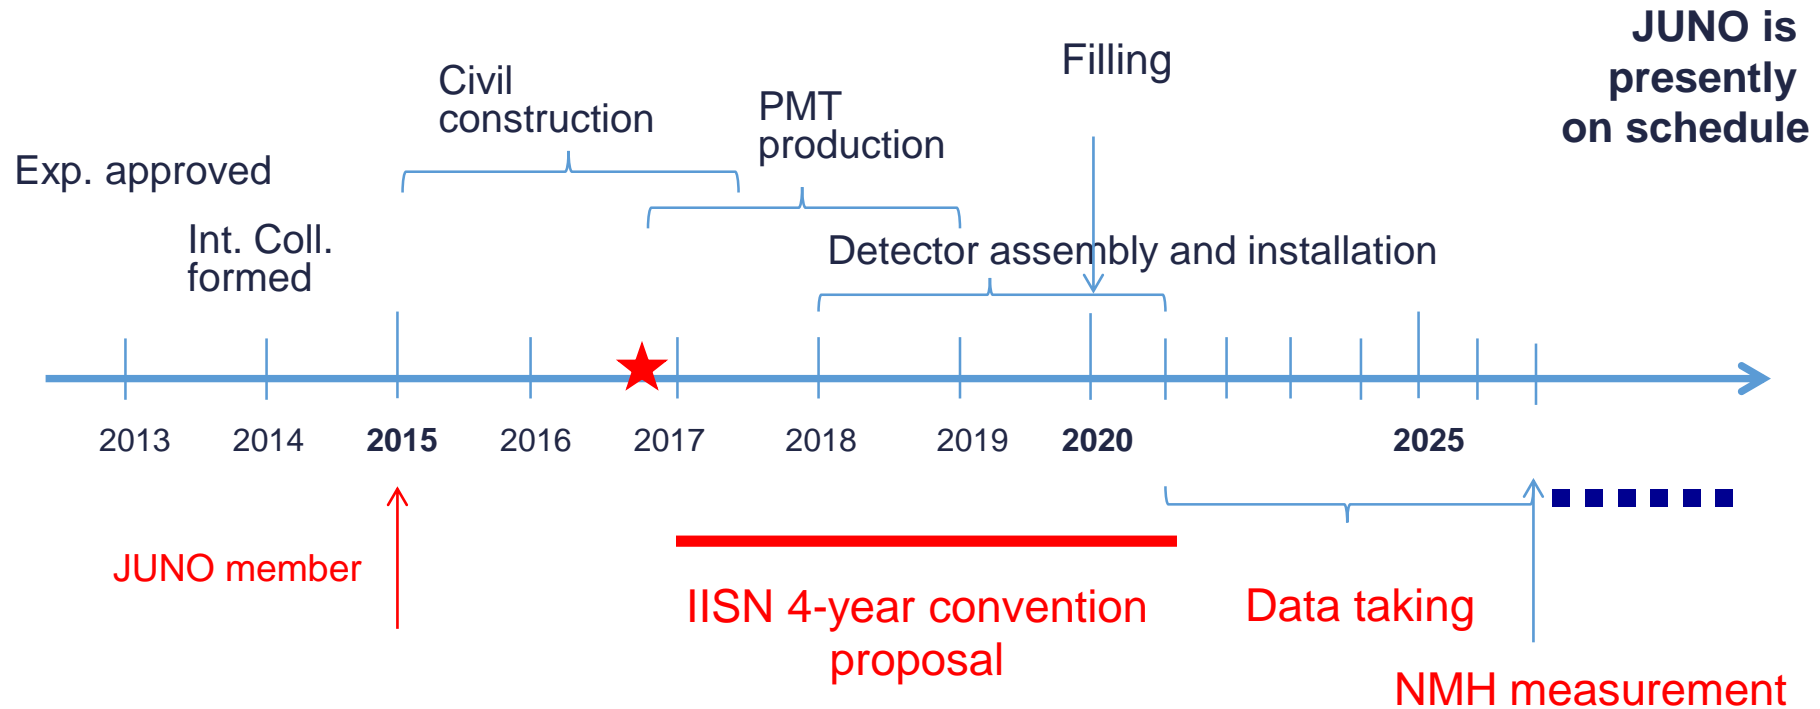 JUNO is
presently
on schedule
Filling
Civil
construction
PMT
production
Exp. approved
Int. Coll.
formed
Detector assembly and installation
2013 2014 2015 2016 2017 2018 2019 2020 2025
JUNO member
IISN 4-year convention
proposal
Data taking
NMH measurement